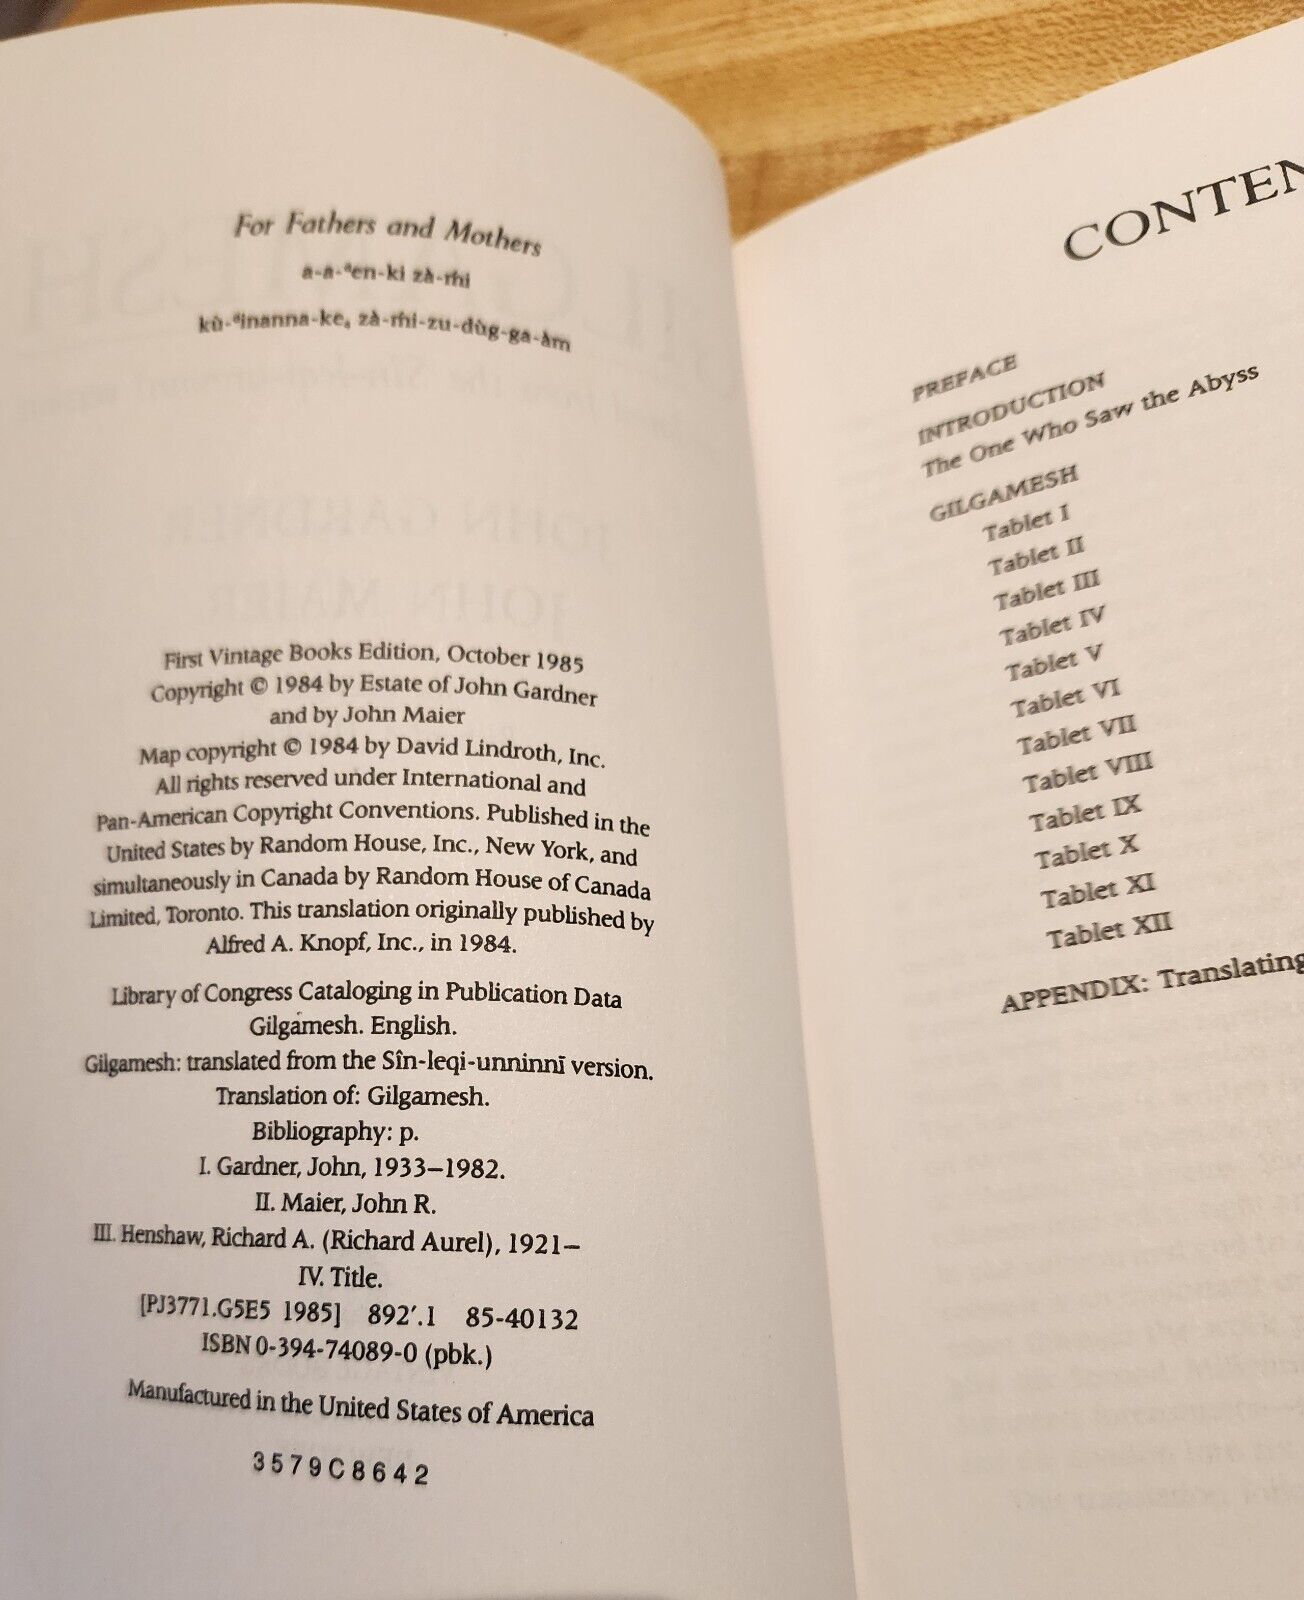 For Fathers and Mothers
a-a-ᵈen-ki zà-mí
kù-ᵈinanna-ke₄ zà-mí-zu-dùg-ga-àm
First Vintage Books Edition, October 1985
Copyright © 1984 by Estate of John Gardner
and by John Maier
Map copyright © 1984 by David Lindroth, Inc.
All rights reserved under International and
Pan-American Copyright Conventions. Published in the
United States by Random House, Inc., New York, and
simultaneously in Canada by Random House of Canada
Limited, Toronto. This translation originally published by
Alfred A. Knopf, Inc., in 1984.
Library of Congress Cataloging in Publication Data
Gilgamesh. English.
Gilgamesh: translated from the Sîn-leqi-unninnī version.
Translation of: Gilgamesh.
Bibliography: p.
I. Gardner, John, 1933–1982.
II. Maier, John R.
III. Henshaw, Richard A. (Richard Aurel), 1921–
IV. Title.
[PJ3771.G5E5 1985] 892′.1 85-40132
ISBN 0-394-74089-0 (pbk.)
Manufactured in the United States of America
3579C8642
CONTEN
PREFACE
INTRODUCTION
The One Who Saw the Abyss
GILGAMESH
Tablet I
Tablet II
Tablet III
Tablet IV
Tablet V
Tablet VI
Tablet VII
Tablet VIII
Tablet IX
Tablet X
Tablet XI
Tablet XII
APPENDIX: Translating